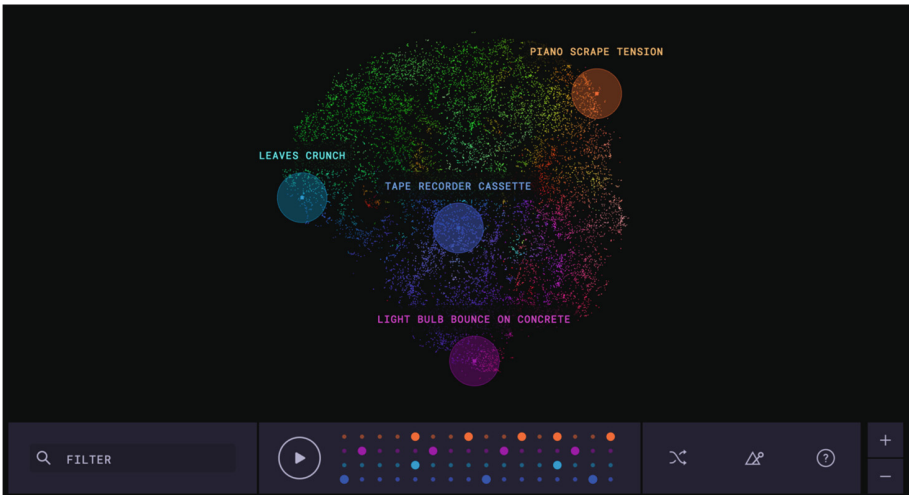 PIANO SCRAPE TENSION
LEAVES CRUNCH
TAPE RECORDER CASSETTE
LIGHT BULB BOUNCE ON CONCRETE
FILTER